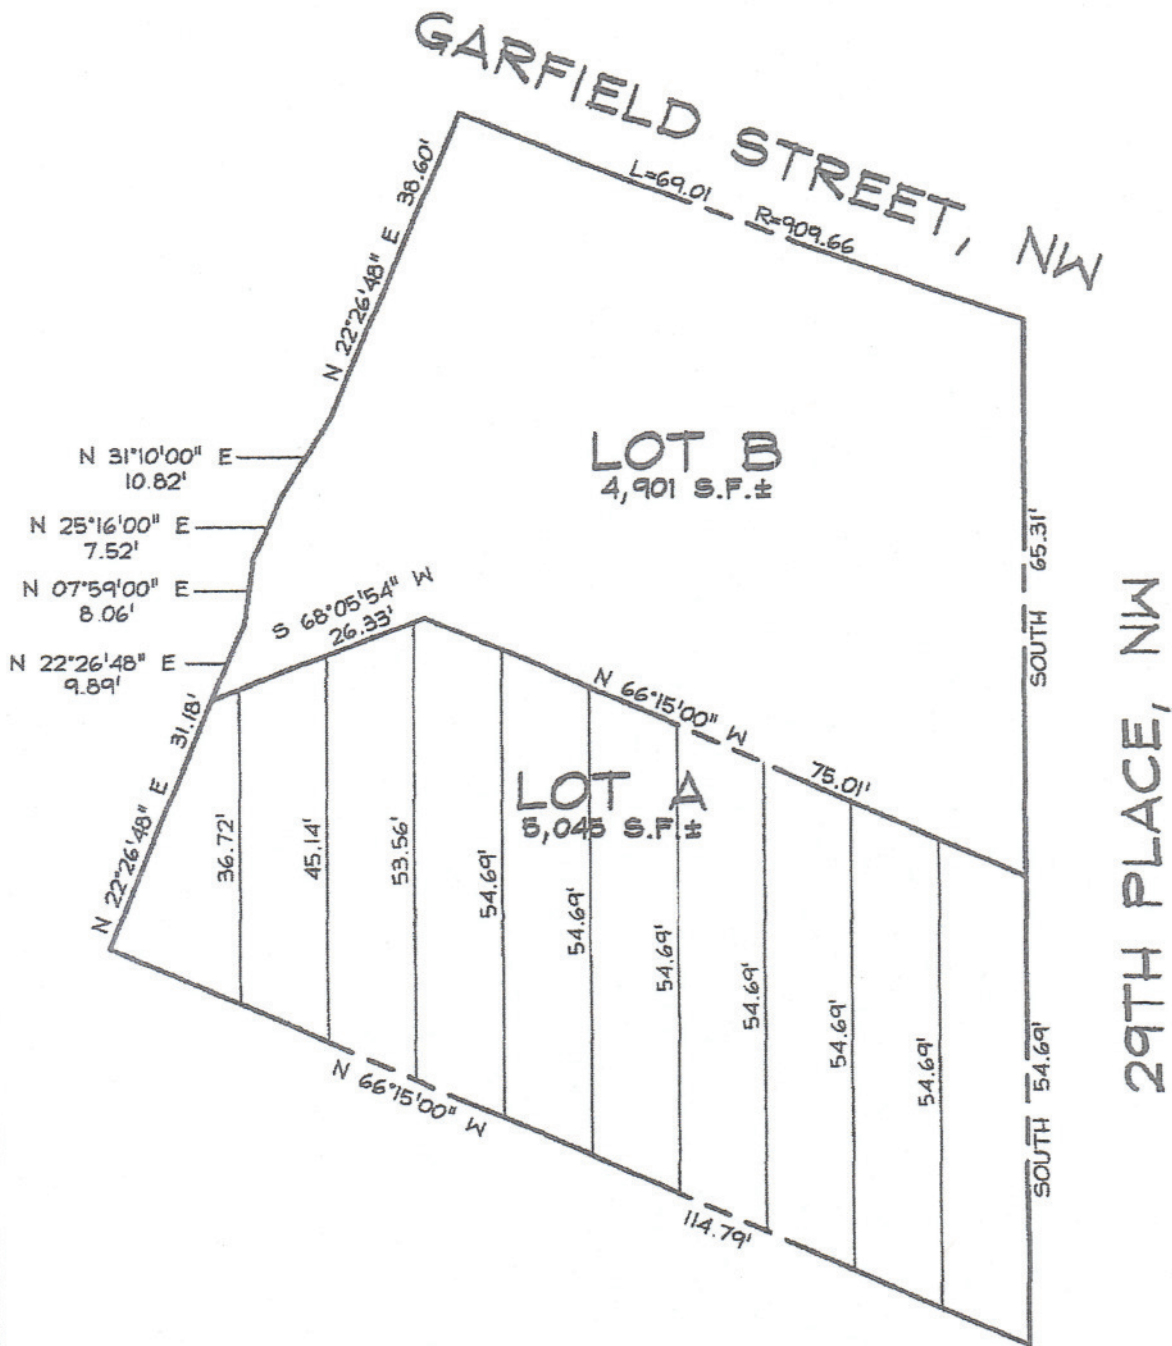 GARFIELD STREET, NW
L=69.01
R=909.66
N 22°26'48" E 38.60'
N 31°10'00" E
10.82'
N 25°16'00" E
7.52'
N 07°59'00" E
8.06'
N 22°26'48" E
9.89'
LOT B
4,901 S.F.±
SOUTH 65.31'
29TH PLACE, NW
S 68°05'54" W
26.33'
N 66°15'00" W
75.01'
N 22°26'48" E 31.18'
LOT A
5,045 S.F.±
36.72'
45.14'
53.56'
54.69'
54.69'
54.69'
54.69'
54.69'
54.69'
SOUTH 54.69'
N 66°15'00" W
114.79'